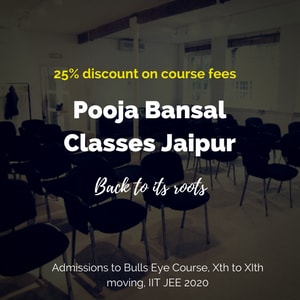 25% discount on course fees
Pooja Bansal
Classes Jaipur
Back to its roots
Admissions to Bulls Eye Course, Xth to XIth
moving, IIT JEE 2020